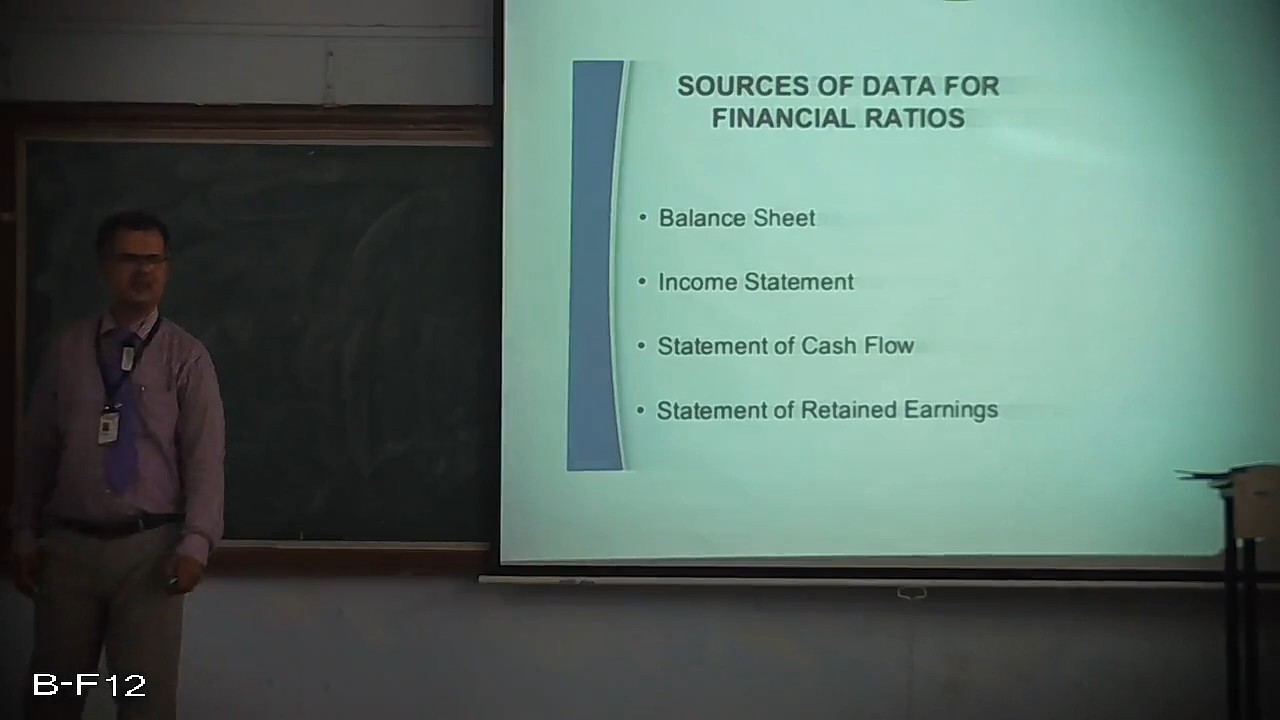 SOURCES OF DATA FOR
FINANCIAL RATIOS
• Balance Sheet
• Income Statement
• Statement of Cash Flow
• Statement of Retained Earnings
B-F12